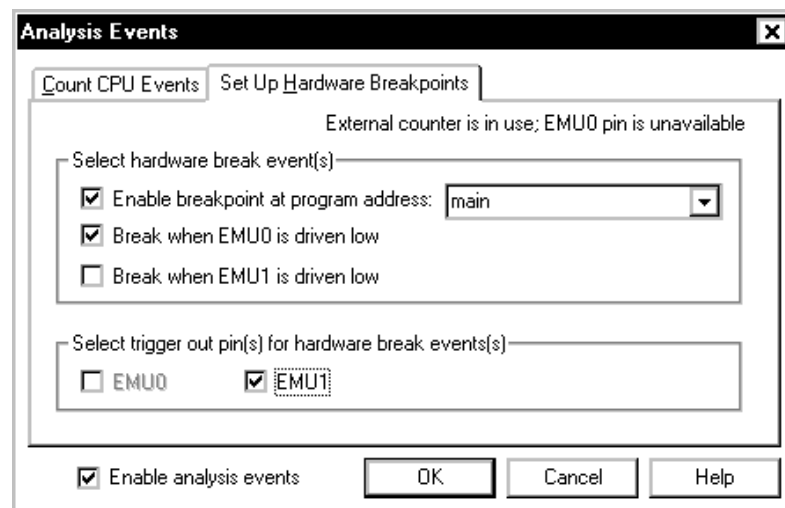 Analysis Events
Count CPU Events Set Up Hardware Breakpoints
External counter is in use; EMU0 pin is unavailable
Select hardware break event(s)
Enable breakpoint at program address: main
Break when EMU0 is driven low
Break when EMU1 is driven low
Select trigger out pin(s) for hardware break events(s)
EMU0 EMU1
Enable analysis events OK Cancel Help